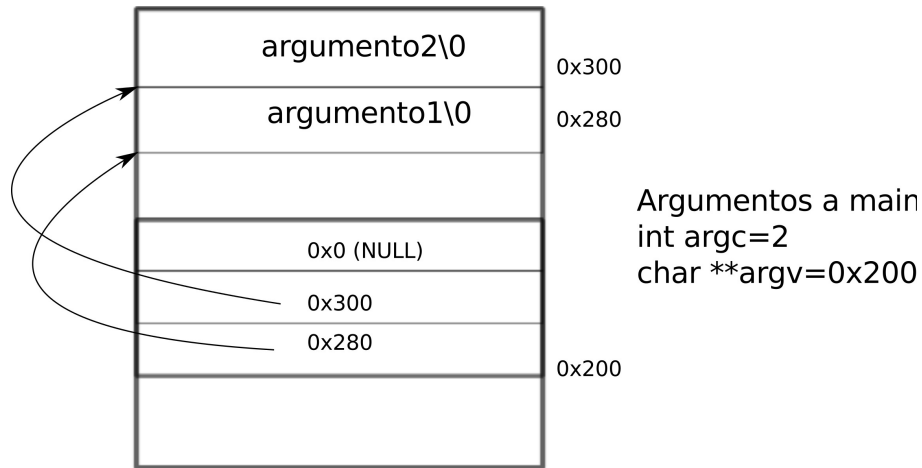 argumento2\0
0x300
argumento1\0
0x280
Argumentos a main
int argc=2
char **argv=0x200
0x0 (NULL)
0x300
0x280
0x200